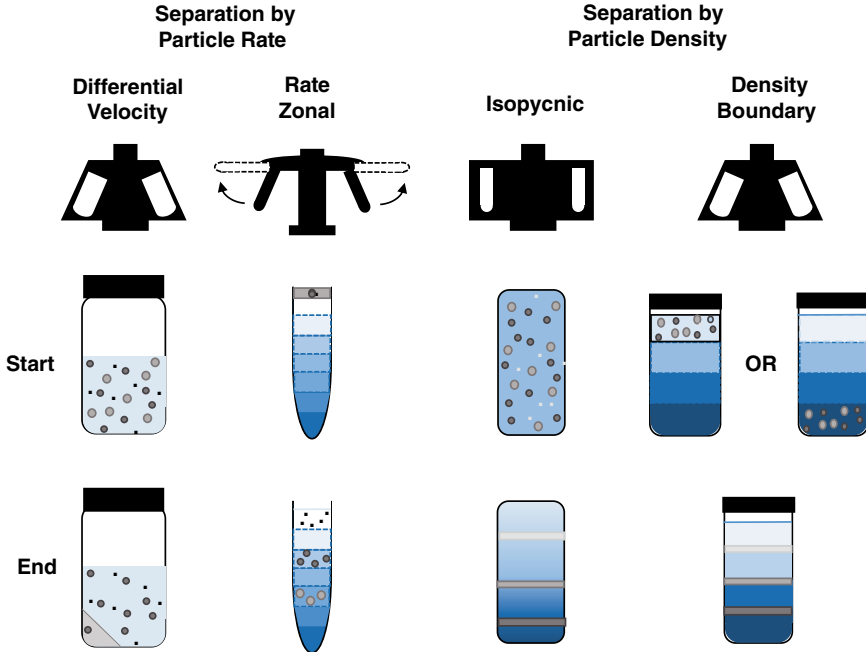 Separation by
Particle Rate
Separation by
Particle Density
Differential
Velocity
Rate
Zonal
Isopycnic
Density
Boundary
Start
OR
End